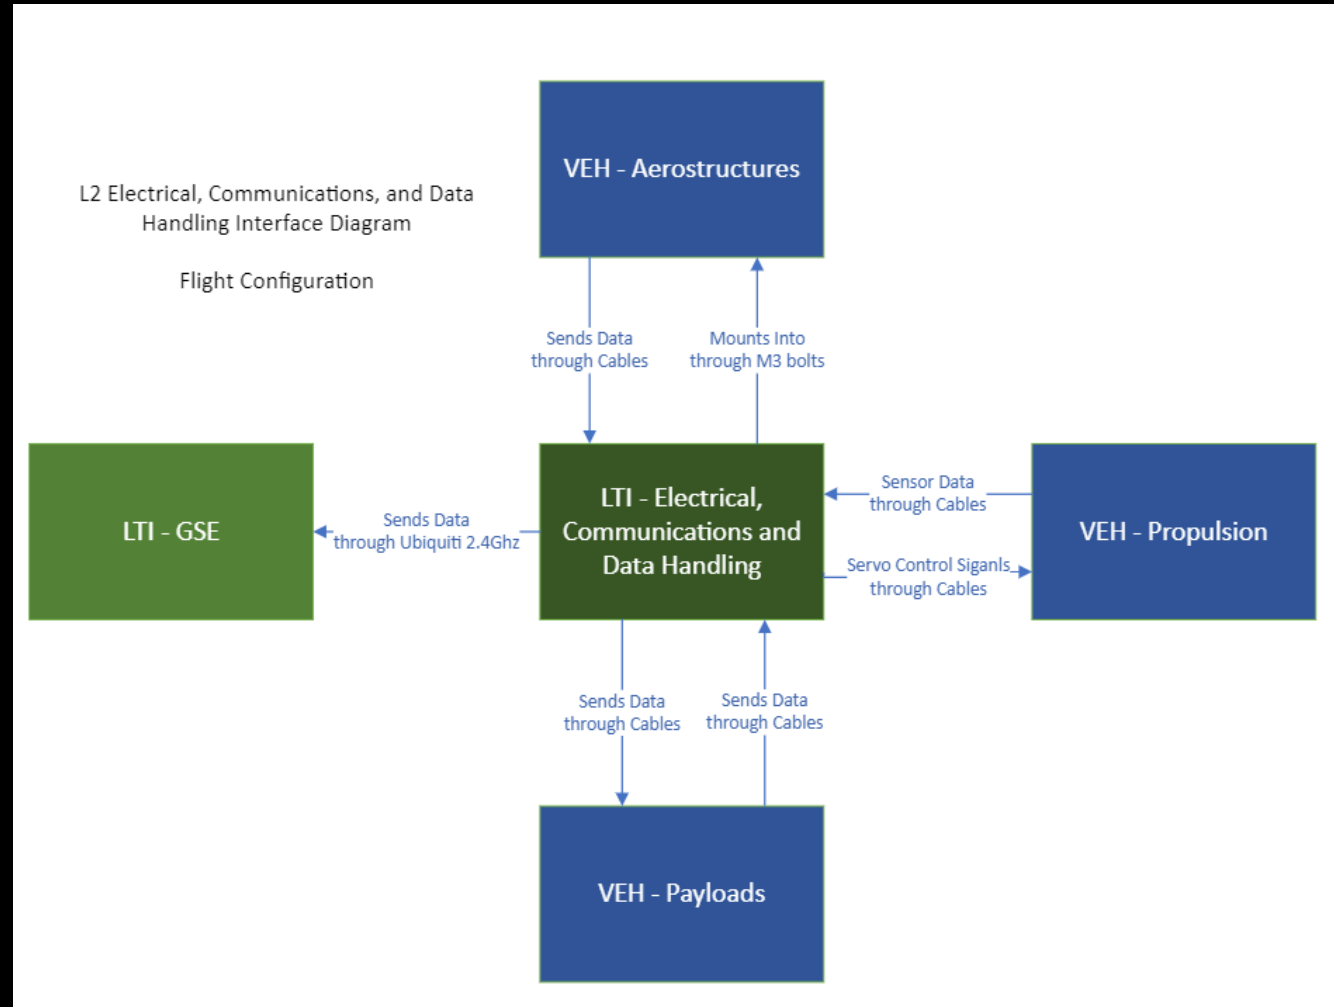 VEH - Aerostructures
L2 Electrical, Communications, and Data
Handling Interface Diagram
Flight Configuration
Sends Data
through Cables
Mounts Into
through M3 bolts
LTI - GSE
Sends Data
through Ubiquiti 2.4Ghz
LTI - Electrical,
Communications and
Data Handling
Sensor Data
through Cables
Servo Control Siganls
through Cables
VEH - Propulsion
Sends Data
through Cables
Sends Data
through Cables
VEH - Payloads